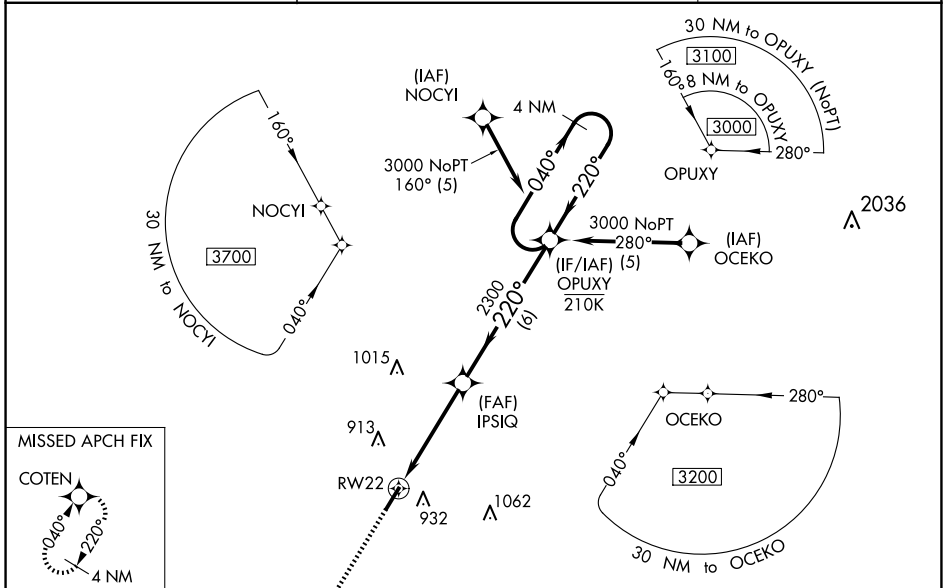 30 NM to OPUXY (NoPT)
3100
160°
8 NM to OPUXY
3000
280°
OPUXY
(IAF)
NOCYI
4 NM
3000 NoPT
160° (5)
040°
220°
160°
NOCYI
3700
30 NM to NOCYI
040°
2036
3000 NoPT
280°
(5)
(IAF)
OCEKO
(IF/IAF)
OPUXY
210K
2300
220°
(6)
1015
(FAF)
IPSIQ
913
RW22
932
1062
280°
OCEKO
040°
3200
30 NM to OCEKO
MISSED APCH FIX
COTEN
040°
220°
4 NM